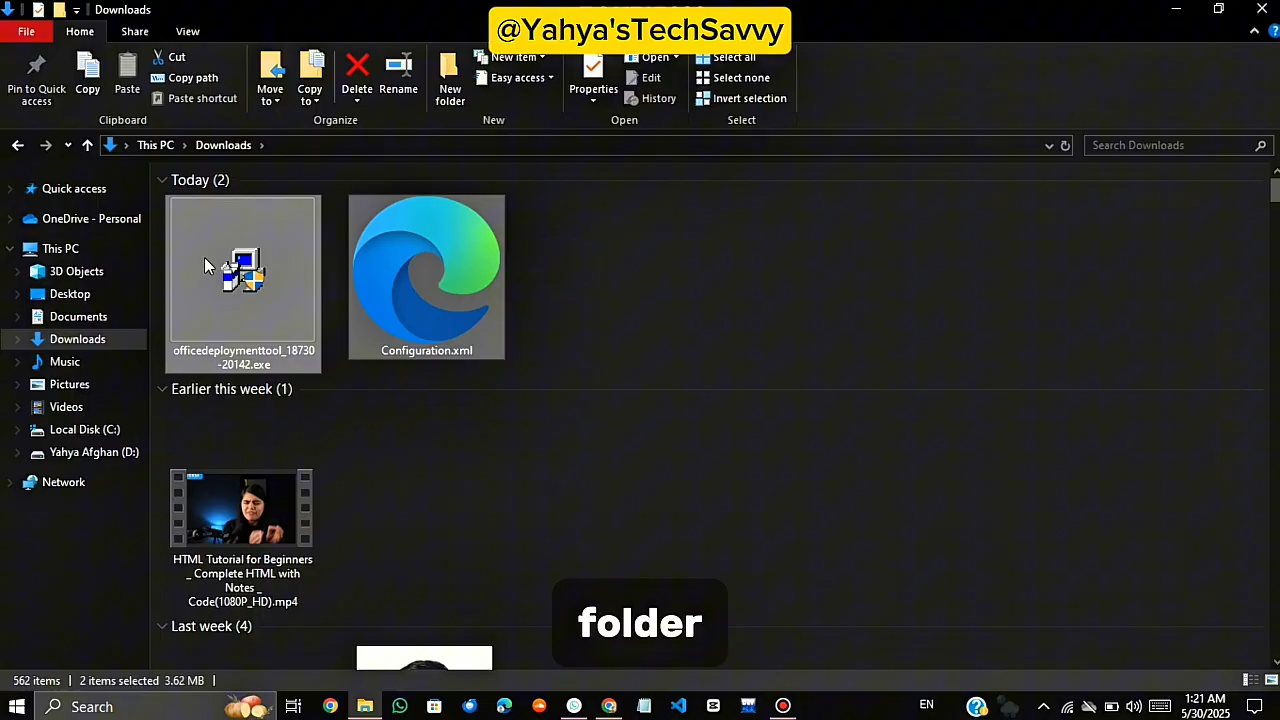 Downloads
@Yahya'sTechSavvy
File
Home
Share
View
Pin to Quick
access
Copy
Paste
Cut
Copy path
Paste shortcut
Clipboard
Move
to
Copy
to
Delete
Rename
Organize
New
folder
New item
Easy access
New
Properties
Open
Edit
History
Open
Select all
Select none
Invert selection
Select
This PC
Downloads
Search Downloads
Quick access
OneDrive - Personal
This PC
3D Objects
Desktop
Documents
Downloads
Music
Pictures
Videos
Local Disk (C:)
Yahya Afghan (D:)
Network
Today (2)
officedeploymenttool_18730
-20142.exe
Configuration.xml
Earlier this week (1)
HTML Tutorial for Beginners
_ Complete HTML with
Notes _
Code(1080P_HD).mp4
Last week (4)
folder
562 items
2 items selected 3.62 MB
Search
EN
1:21 AM
5/30/2025